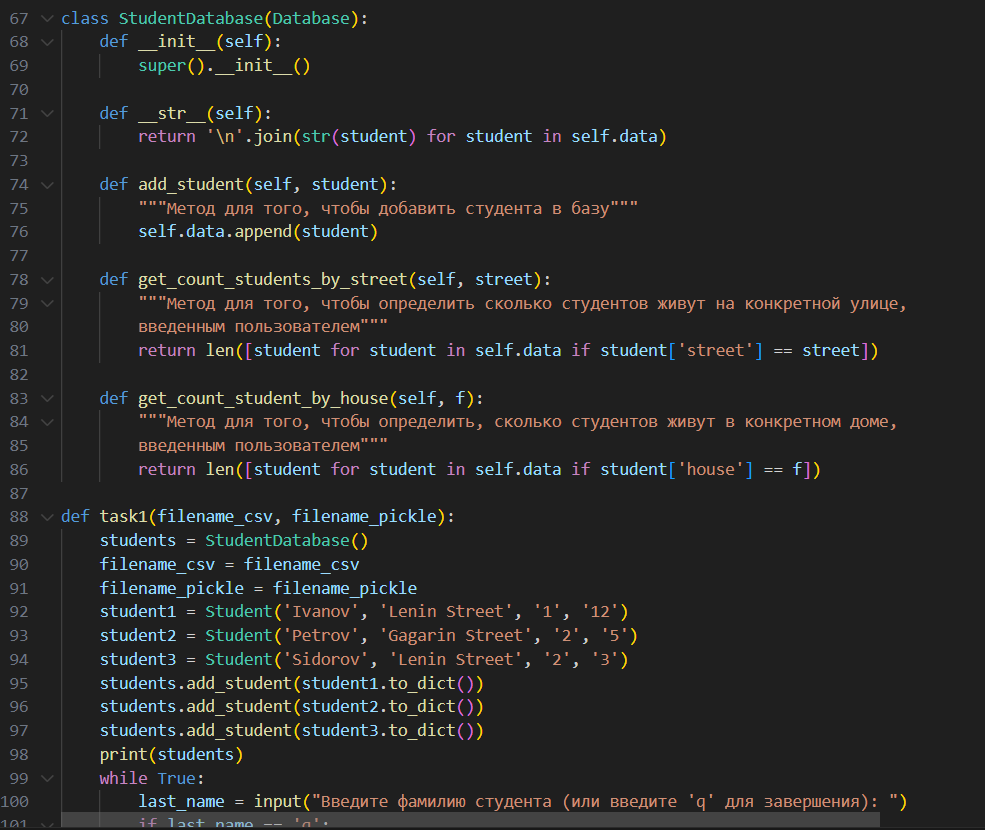 67 class StudentDatabase(Database):
68     def __init__(self):
69         super().__init__()
70
71     def __str__(self):
72         return '\n'.join(str(student) for student in self.data)
73
74     def add_student(self, student):
75         """Метод для того, чтобы добавить студента в базу"""
76         self.data.append(student)
77
78     def get_count_students_by_street(self, street):
79         """Метод для того, чтобы определить сколько студентов живут на конкретной улице,
80         введенным пользователем"""
81         return len([student for student in self.data if student['street'] == street])
82
83     def get_count_student_by_house(self, f):
84         """Метод для того, чтобы определить, сколько студентов живут в конкретном доме,
85         введенным пользователем"""
86         return len([student for student in self.data if student['house'] == f])
87
88 def task1(filename_csv, filename_pickle):
89     students = StudentDatabase()
90     filename_csv = filename_csv
91     filename_pickle = filename_pickle
92     student1 = Student('Ivanov', 'Lenin Street', '1', '12')
93     student2 = Student('Petrov', 'Gagarin Street', '2', '5')
94     student3 = Student('Sidorov', 'Lenin Street', '2', '3')
95     students.add_student(student1.to_dict())
96     students.add_student(student2.to_dict())
97     students.add_student(student3.to_dict())
98     print(students)
99     while True:
100         last_name = input("Введите фамилию студента (или введите 'q' для завершения): ")
101         if last_name == 'q':